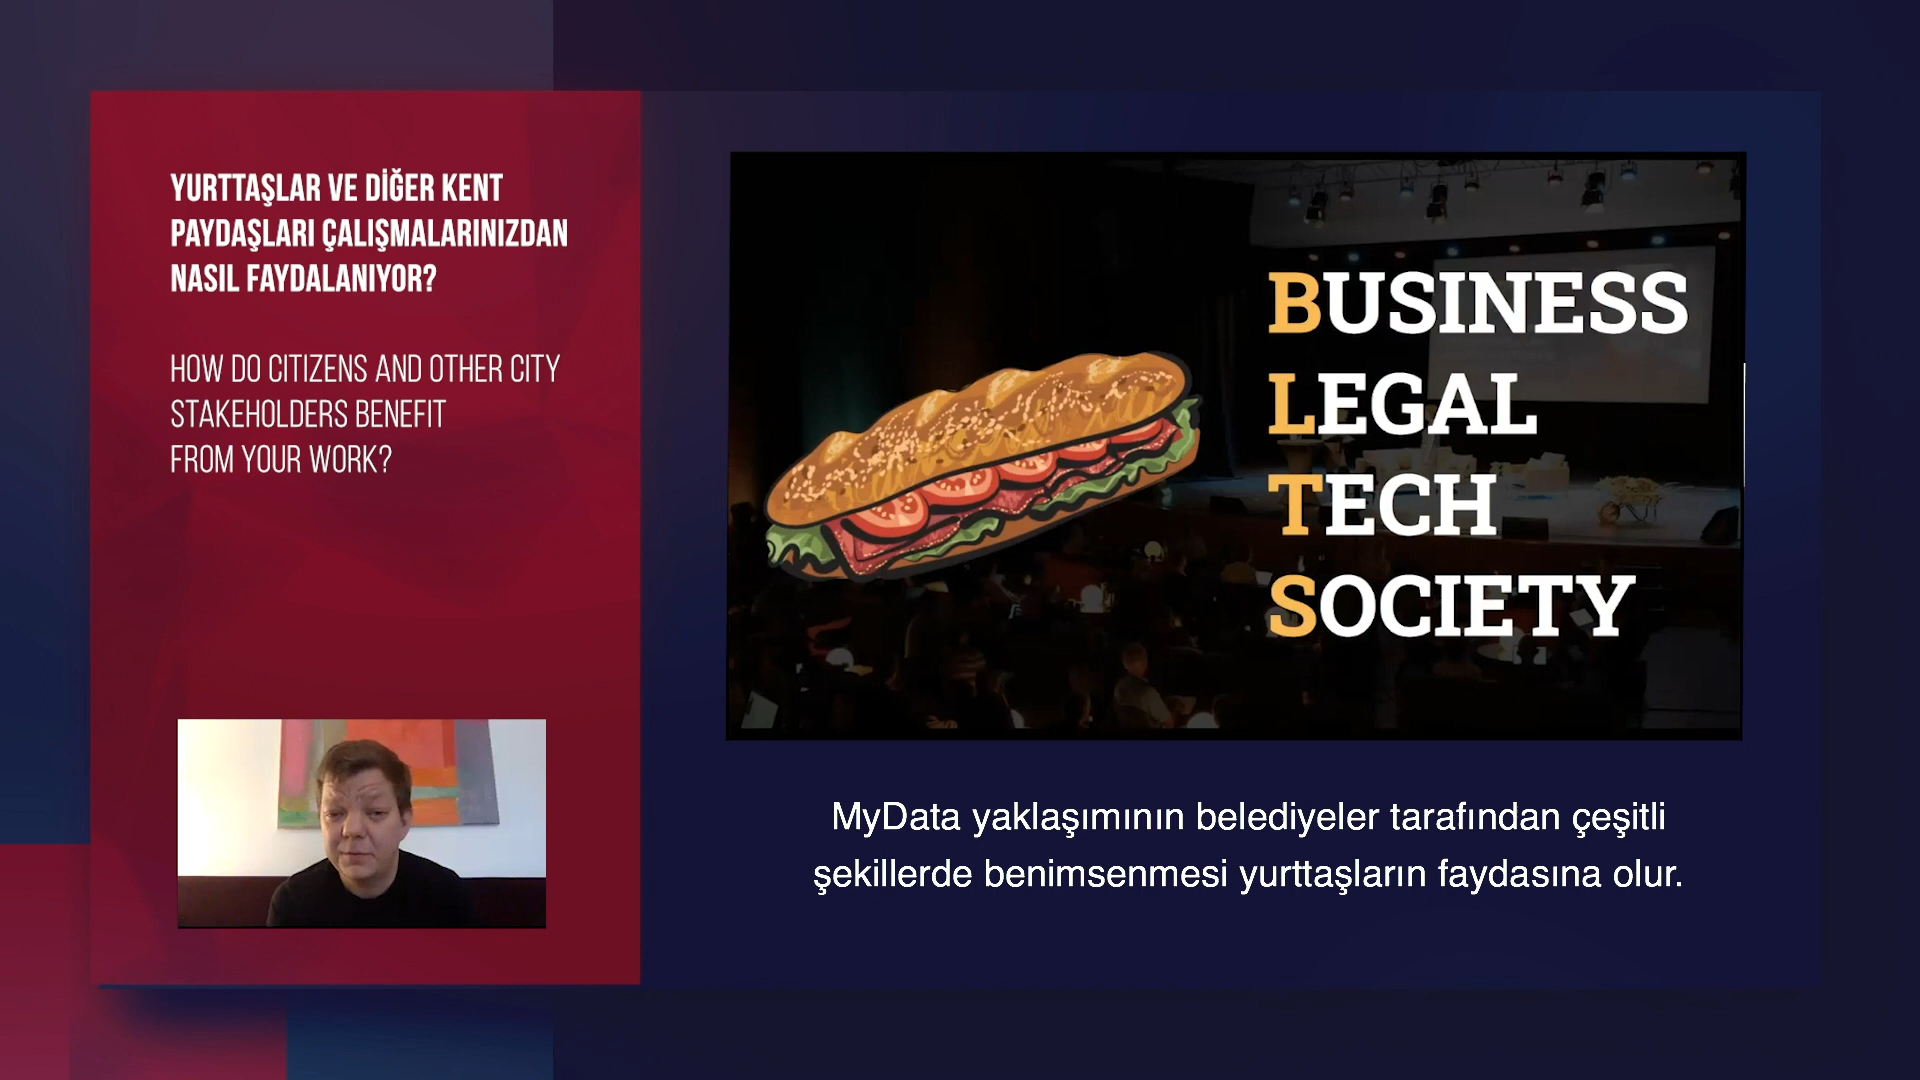 YURTTAŞLAR VE DİĞER KENT
PAYDAŞLARI ÇALIŞMALARINIZDAN
NASIL FAYDALANIYOR?
HOW DO CITIZENS AND OTHER CITY
STAKEHOLDERS BENEFIT
FROM YOUR WORK?
BUSINESS
LEGAL
TECH
SOCIETY
MyData yaklaşımının belediyeler tarafından çeşitli
şekillerde benimsenmesi yurttaşların faydasına olur.